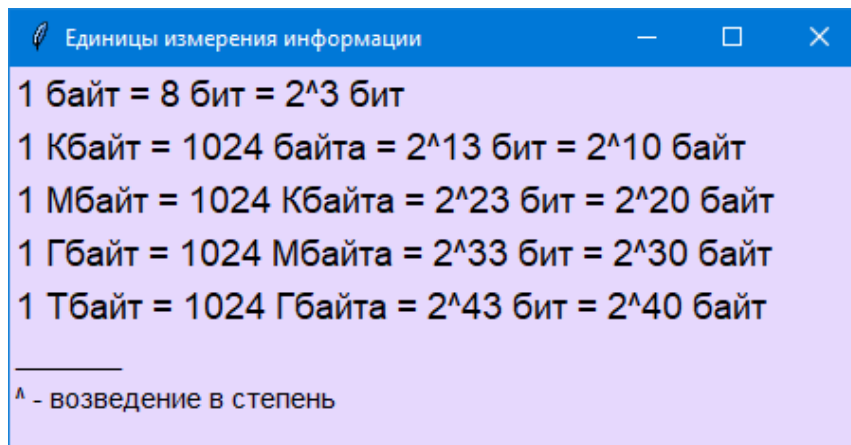 Единицы измерения информации
1 байт = 8 бит = 2^3 бит
1 Кбайт = 1024 байта = 2^13 бит = 2^10 байт
1 Мбайт = 1024 Кбайта = 2^23 бит = 2^20 байт
1 Гбайт = 1024 Мбайта = 2^33 бит = 2^30 байт
1 Тбайт = 1024 Гбайта = 2^43 бит = 2^40 байт
________
^ - возведение в степень